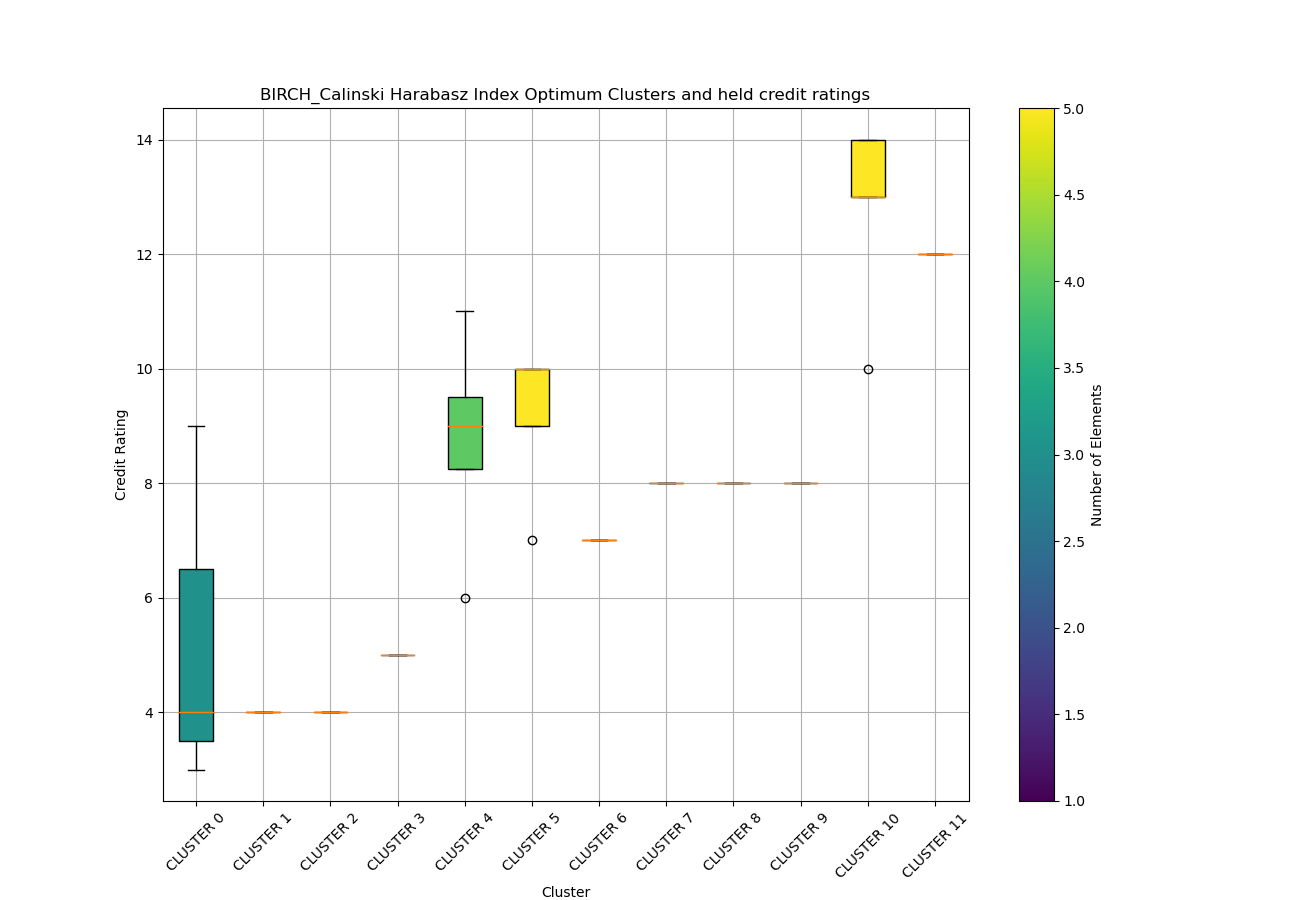 BIRCH_Calinski Harabasz Index Optimum Clusters and held credit ratings
14
12
10
8
6
4
Credit Rating
CLUSTER 0
CLUSTER 1
CLUSTER 2
CLUSTER 3
CLUSTER 4
CLUSTER 5
CLUSTER 6
CLUSTER 7
CLUSTER 8
CLUSTER 9
CLUSTER 10
CLUSTER 11
Cluster
5.0
4.5
4.0
3.5
3.0
2.5
2.0
1.5
1.0
Number of Elements